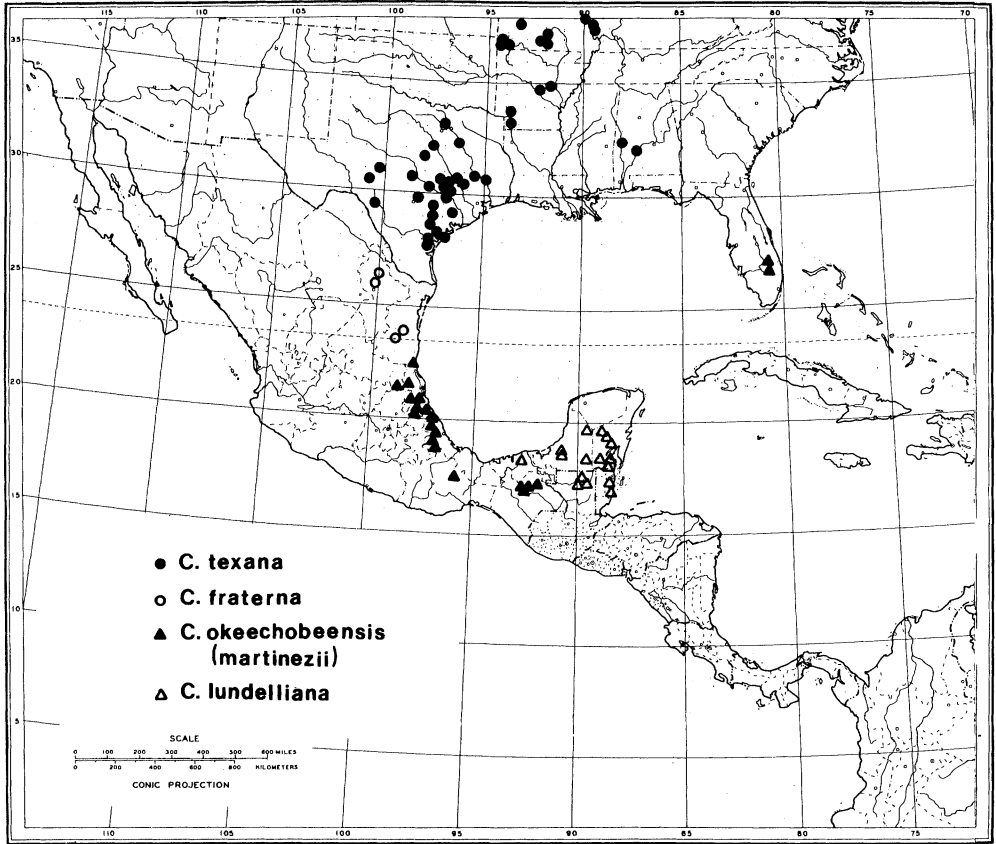 115 110 105 100 95 90 85 80 75 70
35
30
25
20
15
10
5
C. texana
C. fraterna
C. okeechobeensis
(martinezii)
C. lundelliana
SCALE
0 100 200 300 400 500 600 MILES
0 200 400 600 800 KILOMETERS
CONIC PROJECTION
110 105 100 95 90 85 80 75